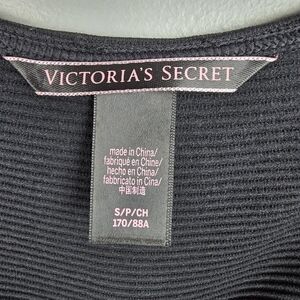 VICTORIA'S SECRET
made in China/
fabriqué en Chine/
hecho en China/
fabbricato in Cina/
中国制造
S/P/CH
170/88A